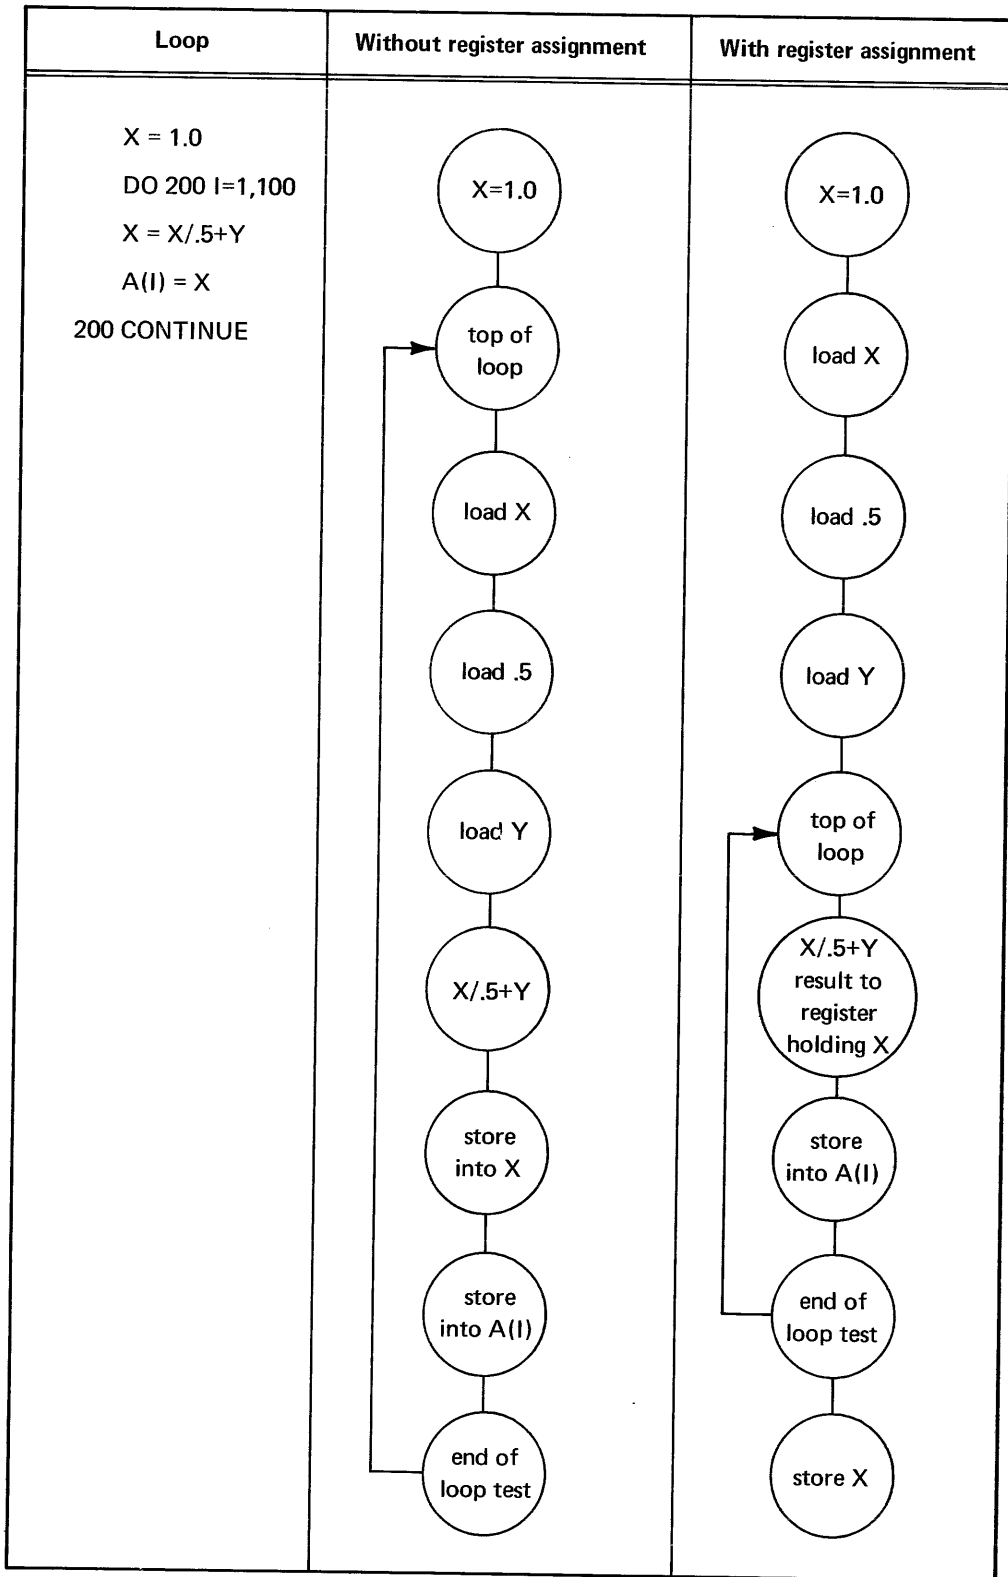 Loop
Without register assignment
With register assignment
X = 1.0
DO 200 I=1,100
X = X/.5+Y
A(I) = X
200 CONTINUE
X=1.0
top of
loop
load X
load .5
load Y
X/.5+Y
store
into X
store
into A(I)
end of
loop test
X=1.0
load X
load .5
load Y
top of
loop
X/.5+Y
result to
register
holding X
store
into A(I)
end of
loop test
store X